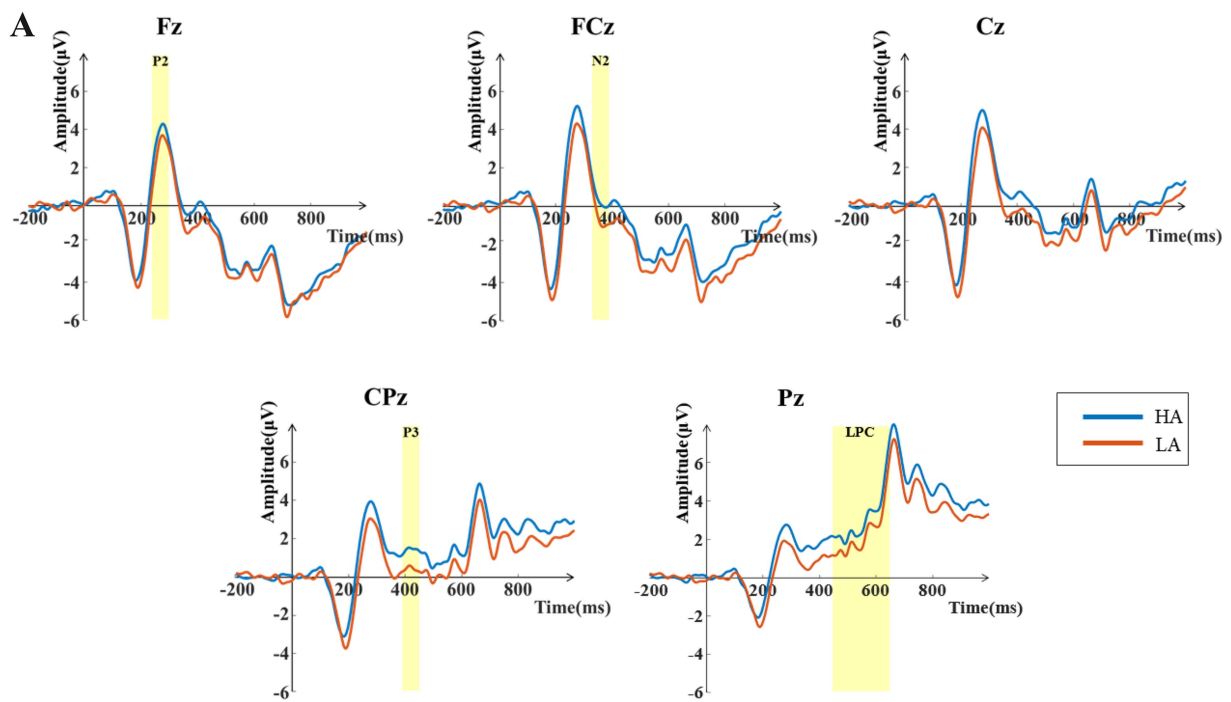 A
Fz
FCz
Cz
Amplitude(μV)
P2
6
4
2
-200
200
400
600
800
Time(ms)
-2
-4
-6
Amplitude(μV)
N2
6
4
2
-200
200
400
600
800
Time(ms)
-2
-4
-6
Amplitude(μV)
6
4
2
-200
200
400
600
800
Time(ms)
-2
-4
-6
CPz
Pz
Amplitude(μV)
P3
6
4
2
-200
200
400
600
800
Time(ms)
-2
-4
-6
Amplitude(μV)
LPC
6
4
2
-200
200
400
600
800
Time(ms)
-2
-4
-6
HA
LA